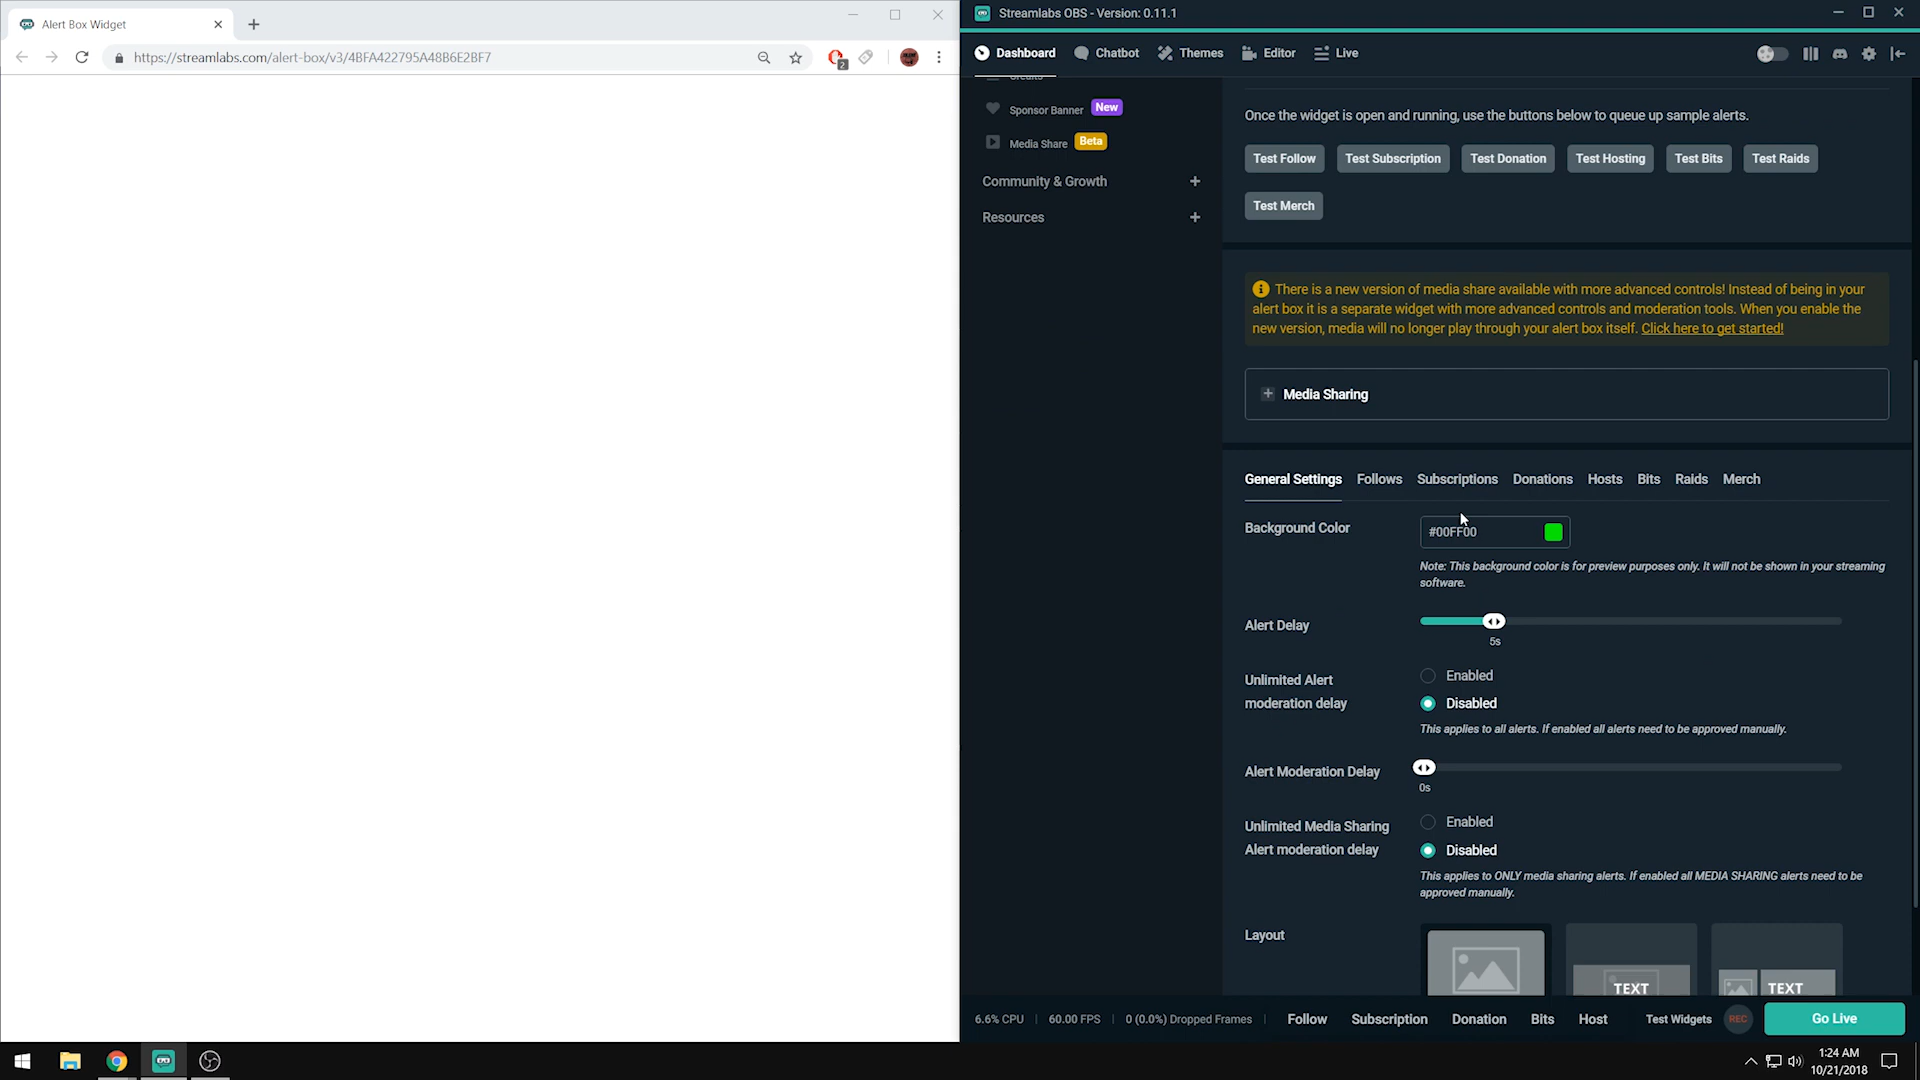 Alert Box Widget
https://streamlabs.com/alert-box/v3/4BFA422795A48B6E2BF7
2
Streamlabs OBS - Version: 0.11.1
Dashboard
Chatbot
Themes
Editor
Live
Credits
Sponsor Banner New
Media Share Beta
Community & Growth +
Resources +
Once the widget is open and running, use the buttons below to queue up sample alerts.
Test Follow Test Subscription Test Donation Test Hosting Test Bits Test Raids
Test Merch
There is a new version of media share available with more advanced controls! Instead of being in your
alert box it is a separate widget with more advanced controls and moderation tools. When you enable the
new version, media will no longer play through your alert box itself. Click here to get started!
+ Media Sharing
General Settings Follows Subscriptions Donations Hosts Bits Raids Merch
Background Color
#00FF00
Note: This background color is for preview purposes only. It will not be shown in your streaming
software.
Alert Delay
5s
Unlimited Alert
moderation delay
Enabled
Disabled
This applies to all alerts. If enabled all alerts need to be approved manually.
Alert Moderation Delay
0s
Unlimited Media Sharing
Alert moderation delay
Enabled
Disabled
This applies to ONLY media sharing alerts. If enabled all MEDIA SHARING alerts need to be
approved manually.
Layout
TEXT
TEXT
6.6% CPU 60.00 FPS 0 (0.0%) Dropped Frames Follow Subscription Donation Bits Host Test Widgets REC Go Live
1:24 AM
10/21/2018